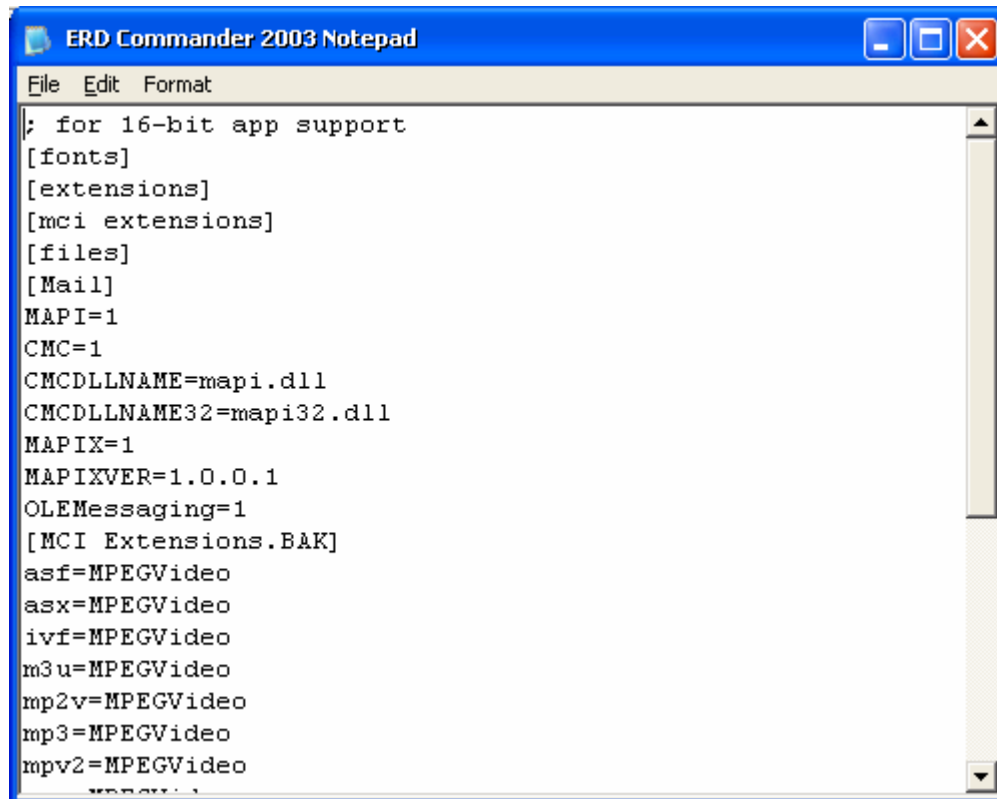 ERD Commander 2003 Notepad
File Edit Format
; for 16-bit app support
[fonts]
[extensions]
[mci extensions]
[files]
[Mail]
MAPI=1
CMC=1
CMCDLLNAME=mapi.dll
CMCDLLNAME32=mapi32.dll
MAPIX=1
MAPIXVER=1.0.0.1
OLEMessaging=1
[MCI Extensions.BAK]
asf=MPEGVideo
asx=MPEGVideo
ivf=MPEGVideo
m3u=MPEGVideo
mp2v=MPEGVideo
mp3=MPEGVideo
mpv2=MPEGVideo